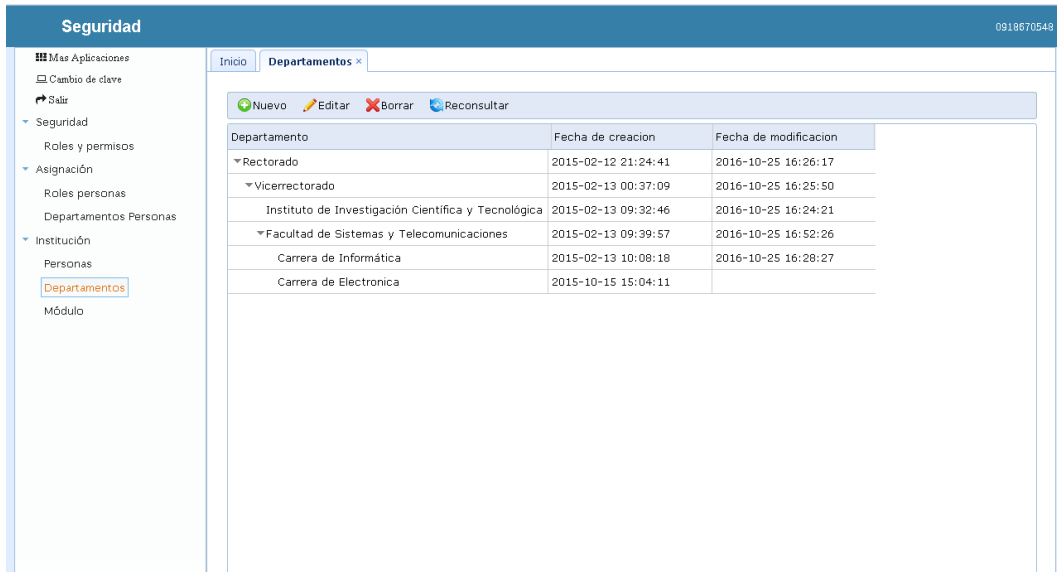 Seguridad
0918670548
Mas Aplicaciones
Cambio de clave
Salir
Seguridad
Roles y permisos
Asignación
Roles personas
Departamentos Personas
Institución
Personas
Departamentos
Módulo
Inicio Departamentos ×
Nuevo Editar Borrar Reconsultar
Departamento Fecha de creacion Fecha de modificacion
Rectorado 2015-02-12 21:24:41 2016-10-25 16:26:17
Vicerrectorado 2015-02-13 00:37:09 2016-10-25 16:25:50
Instituto de Investigación Científica y Tecnológica 2015-02-13 09:32:46 2016-10-25 16:24:21
Facultad de Sistemas y Telecomunicaciones 2015-02-13 09:39:57 2016-10-25 16:52:26
Carrera de Informática 2015-02-13 10:08:18 2016-10-25 16:28:27
Carrera de Electronica 2015-10-15 15:04:11